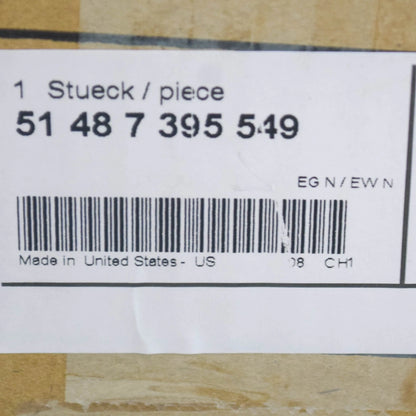 1 Stueck / piece
51 48 7 395 549
EG N / EW N
Made in United States - US 08 CH1